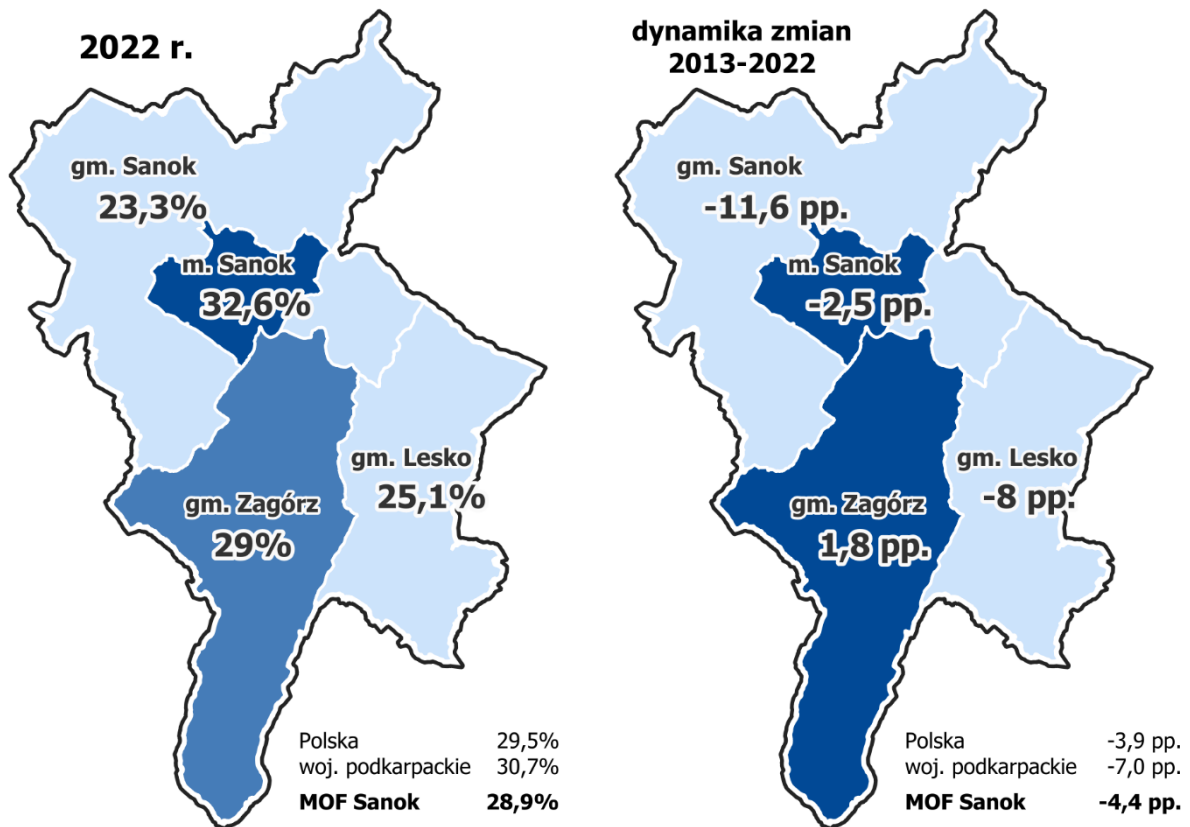 2022 r.
gm. Sanok
23,3%
m. Sanok
32,6%
gm. Lesko
25,1%
gm. Zagórz
29%
Polska 29,5%
woj. podkarpackie 30,7%
MOF Sanok 28,9%
dynamika zmian
2013-2022
gm. Sanok
-11,6 pp.
m. Sanok
-2,5 pp.
gm. Lesko
-8 pp.
gm. Zagórz
1,8 pp.
Polska -3,9 pp.
woj. podkarpackie -7,0 pp.
MOF Sanok -4,4 pp.